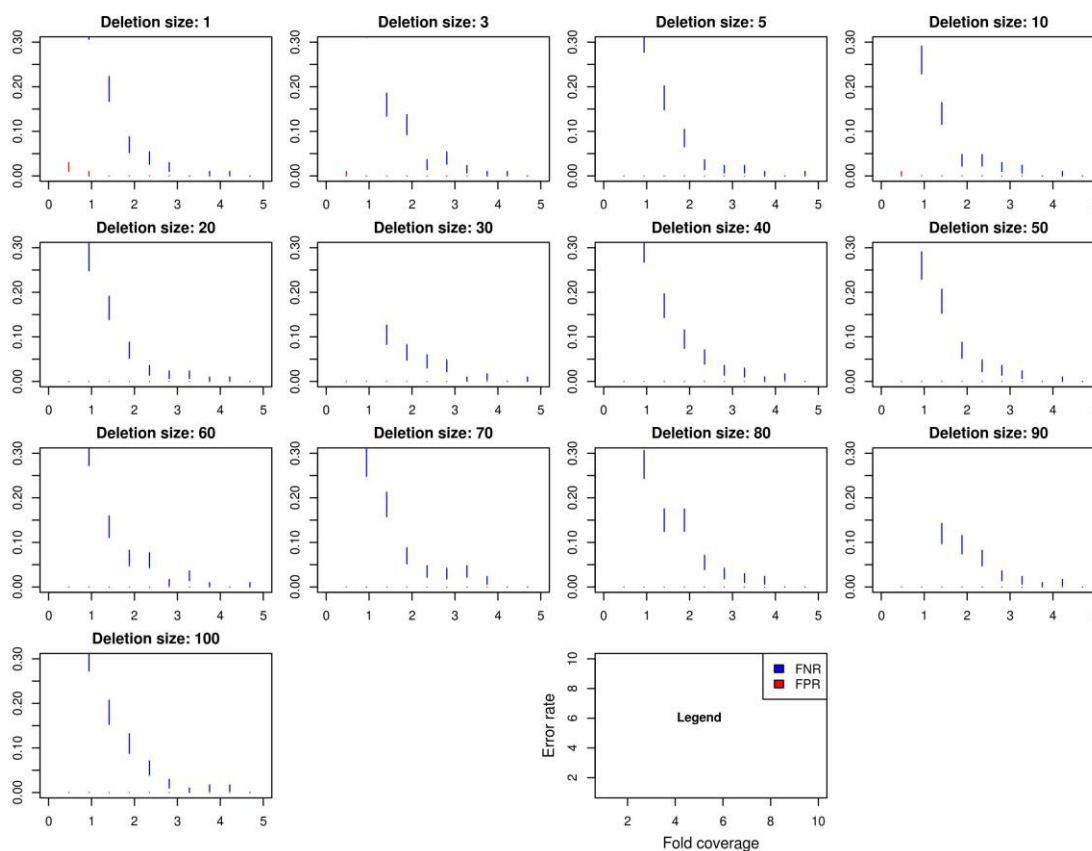 Deletion size: 1
0.00 0.10 0.20 0.30
0 1 2 3 4 5
Deletion size: 3
0.00 0.10 0.20 0.30
0 1 2 3 4 5
Deletion size: 5
0.00 0.10 0.20 0.30
0 1 2 3 4 5
Deletion size: 10
0.00 0.10 0.20 0.30
0 1 2 3 4
Deletion size: 20
0.00 0.10 0.20 0.30
0 1 2 3 4 5
Deletion size: 30
0.00 0.10 0.20 0.30
0 1 2 3 4 5
Deletion size: 40
0.00 0.10 0.20 0.30
0 1 2 3 4 5
Deletion size: 50
0.00 0.10 0.20 0.30
0 1 2 3 4
Deletion size: 60
0.00 0.10 0.20 0.30
0 1 2 3 4 5
Deletion size: 70
0.00 0.10 0.20 0.30
0 1 2 3 4 5
Deletion size: 80
0.00 0.10 0.20 0.30
0 1 2 3 4 5
Deletion size: 90
0.00 0.10 0.20 0.30
0 1 2 3 4
Deletion size: 100
0.00 0.10 0.20 0.30
0 1 2 3 4 5
Error rate
2 4 6 8 10
FNR
FPR
Legend
2 4 6 8 10
Fold coverage